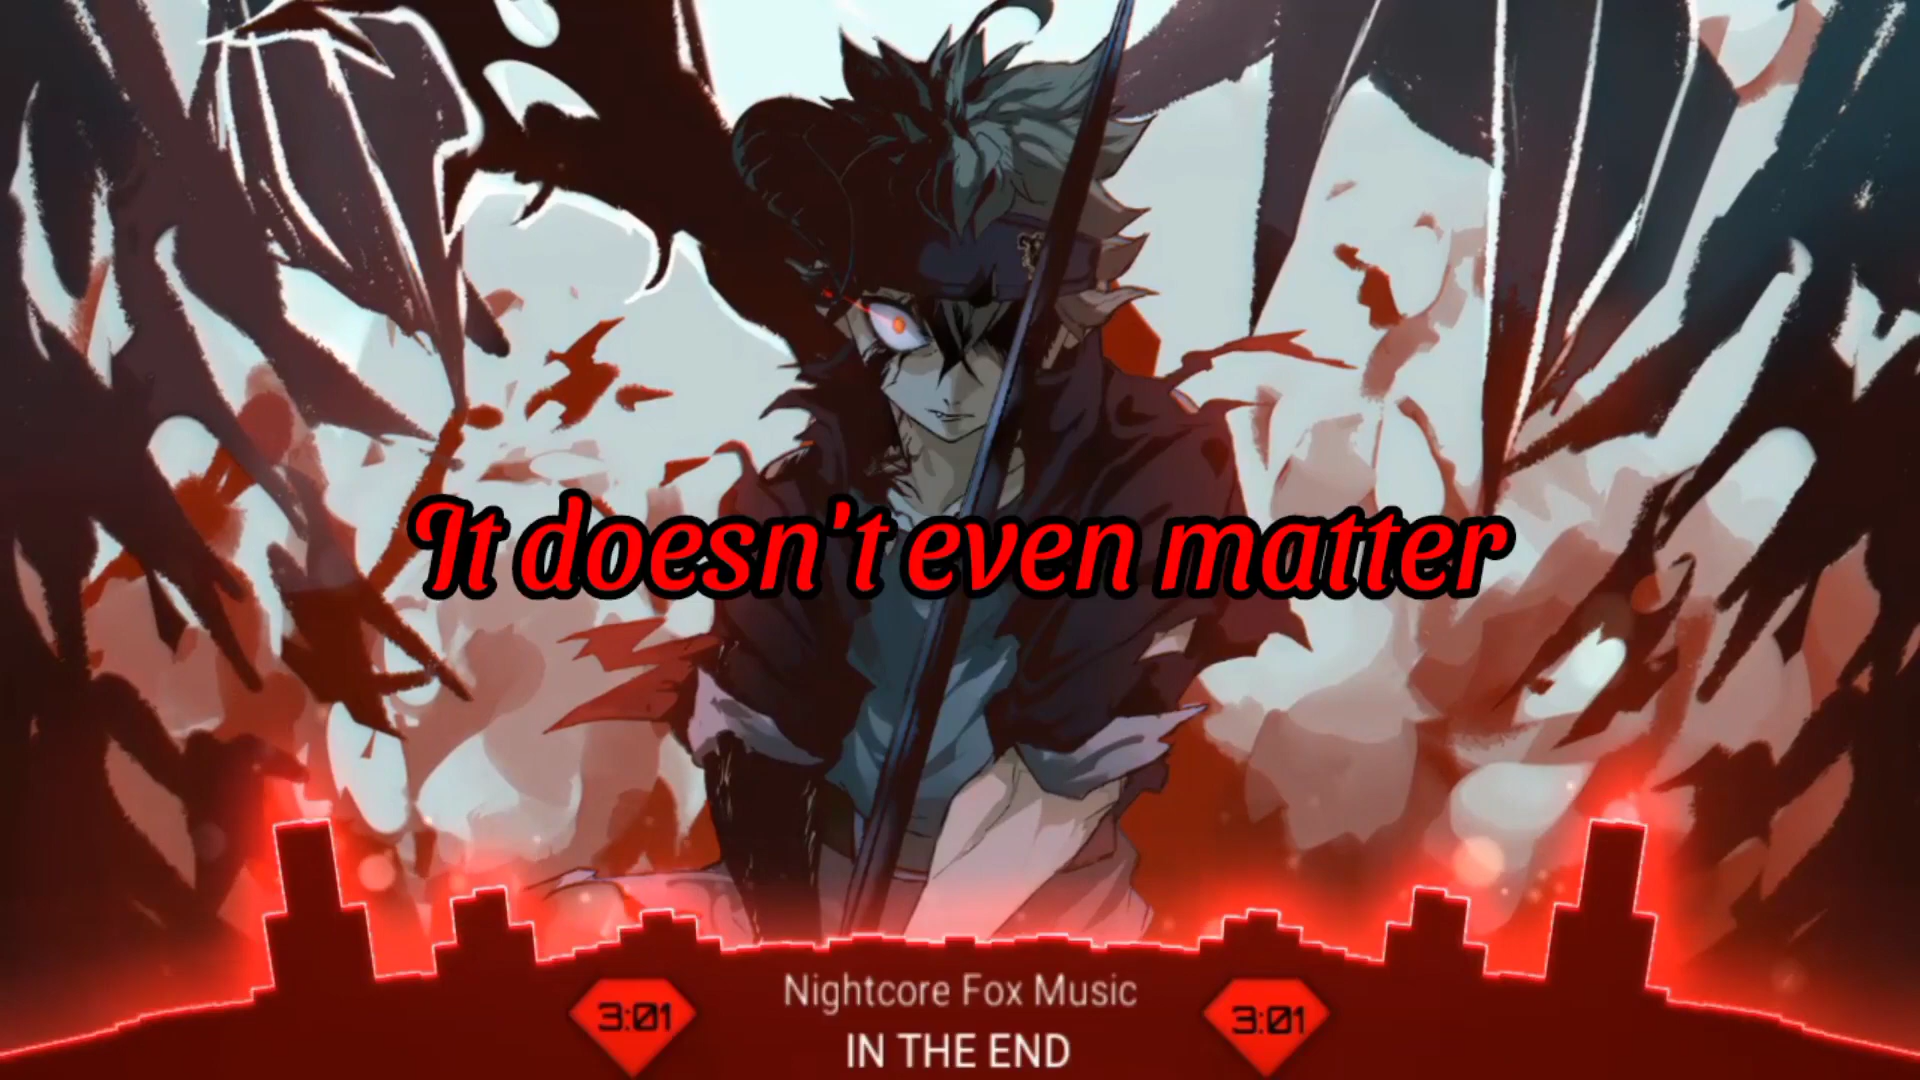 It doesn't even matter
Nightcore Fox Music
3:01
3:01
IN THE END